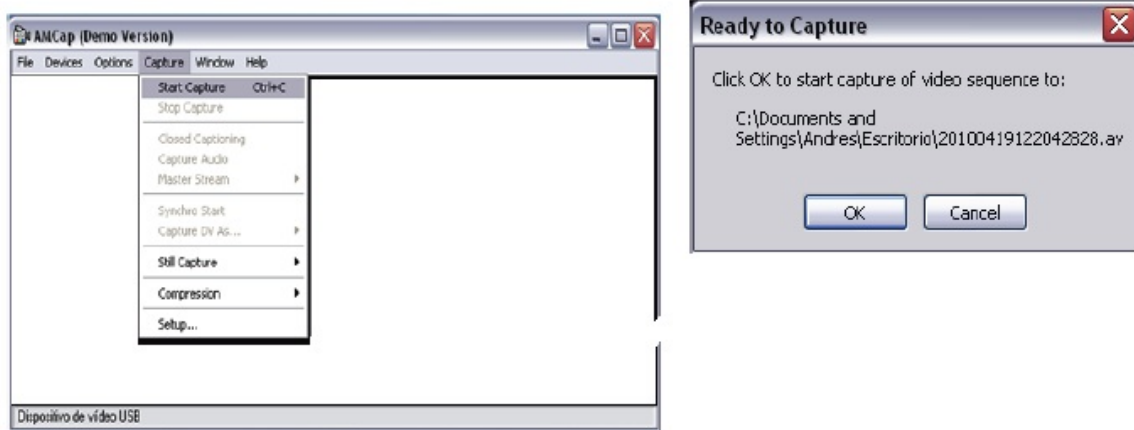 AMCap (Demo Version)
File Devices Options Capture Window Help
Start Capture Ctrl+C
Stop Capture
Closed Captioning
Capture Audio
Master Stream
Synchro Start
Capture DV As...
Still Capture
Compression
Setup...
Dispositivo de vídeo USB
Ready to Capture
Click OK to start capture of video sequence to:
C:\Documents and
Settings\Andres\Escritorio\20100419122042828.av
OK Cancel